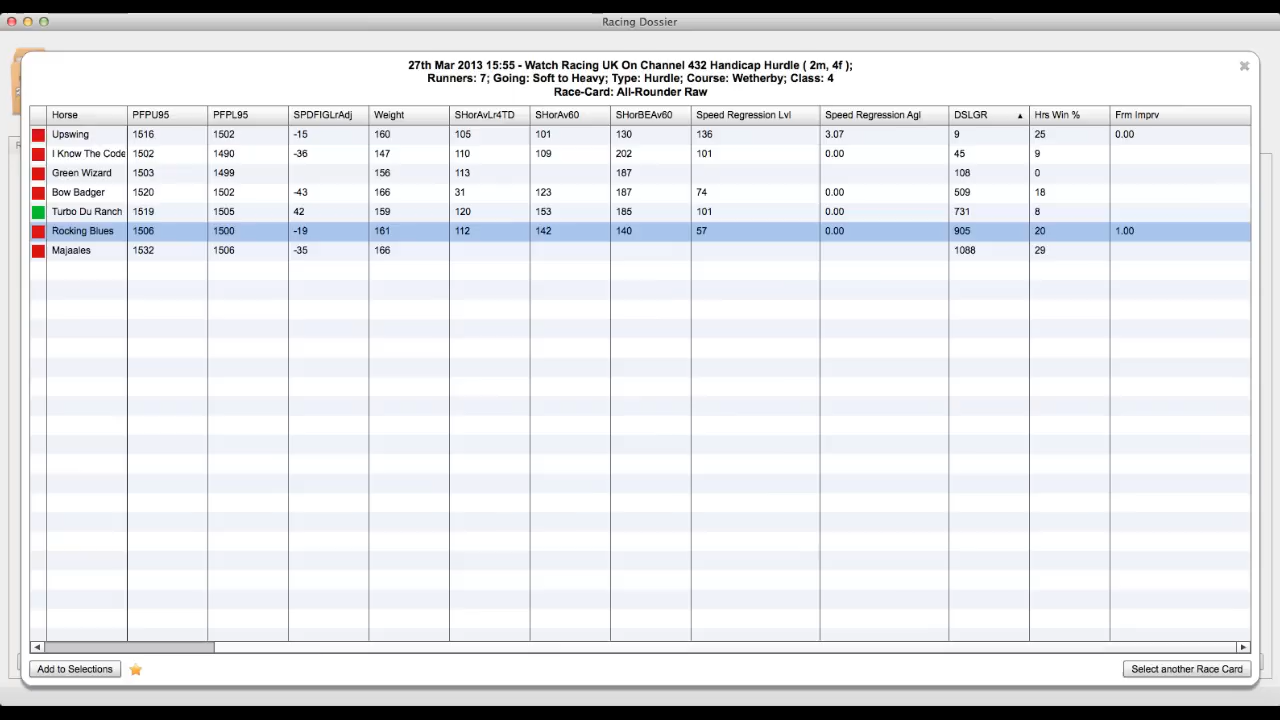 Racing Dossier
27th Mar 2013 15:55 - Watch Racing UK On Channel 432 Handicap Hurdle ( 2m, 4f );
Runners: 7; Going: Soft to Heavy; Type: Hurdle; Course: Wetherby; Class: 4
Race-Card: All-Rounder Raw
Horse PFPU95 PFPL95 SPDFIGLrAdj Weight SHorAvLr4TD SHorAv60 SHorBEAv60 Speed Regression Lvl Speed Regression Agl DSLGR ▲ Hrs Win % Frm Imprv
Upswing 1516 1502 -15 160 105 101 130 136 3.07 9 25 0.00
I Know The Code 1502 1490 -36 147 110 109 202 101 0.00 45 9
Green Wizard 1503 1499 156 113 187 108 0
Bow Badger 1520 1502 -43 166 31 123 187 74 0.00 509 18
Turbo Du Ranch 1519 1505 42 159 120 153 185 101 0.00 731 8
Rocking Blues 1506 1500 -19 161 112 142 140 57 0.00 905 20 1.00
Majaales 1532 1506 -35 166 1088 29
Add to Selections
Select another Race Card